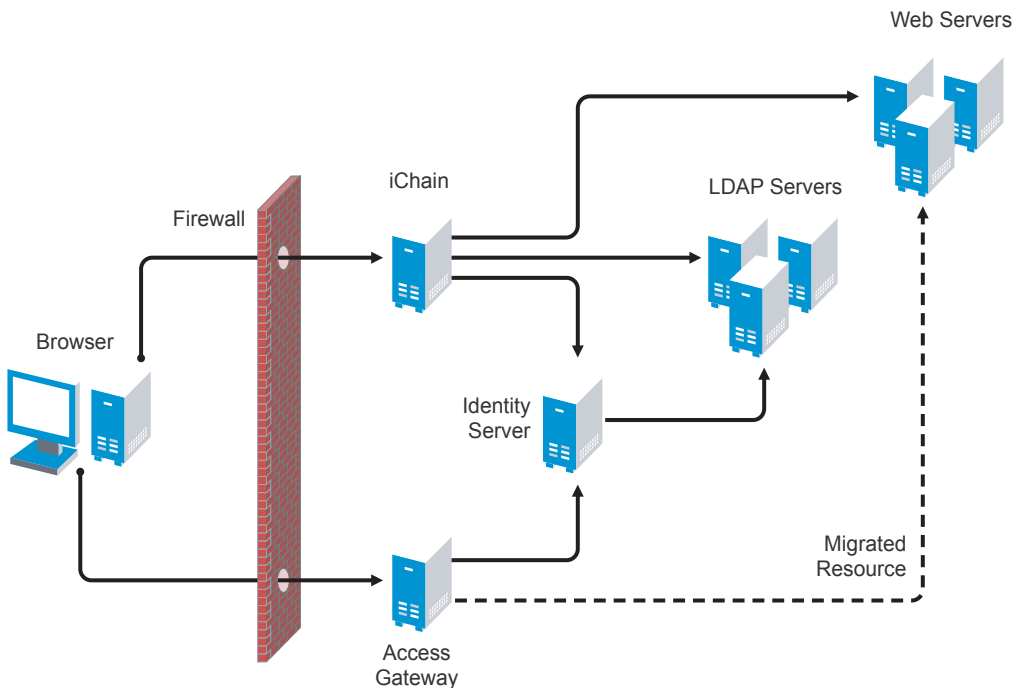 Web Servers
iChain
LDAP Servers
Firewall
Browser
Identity
Server
Migrated
Resource
Access
Gateway